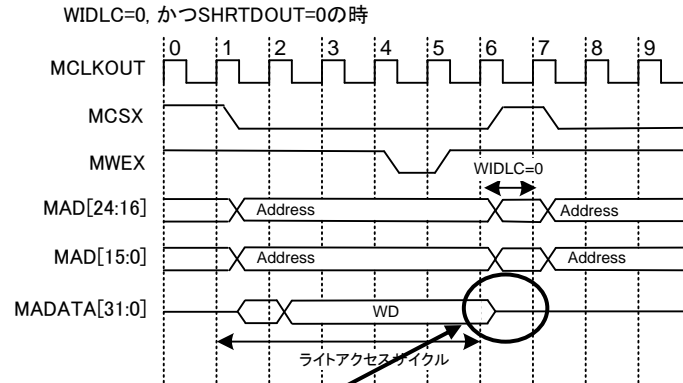 WIDLC=0, かつSHRTDOUT=0の時
0 1 2 3 4 5 6 7 8 9
MCLKOUT
MCSX
MWEX
WIDLC=0
MAD[24:16] Address Address
MAD[15:0] Address Address
MADATA[31:0] WD
ライトアクセスサイクル